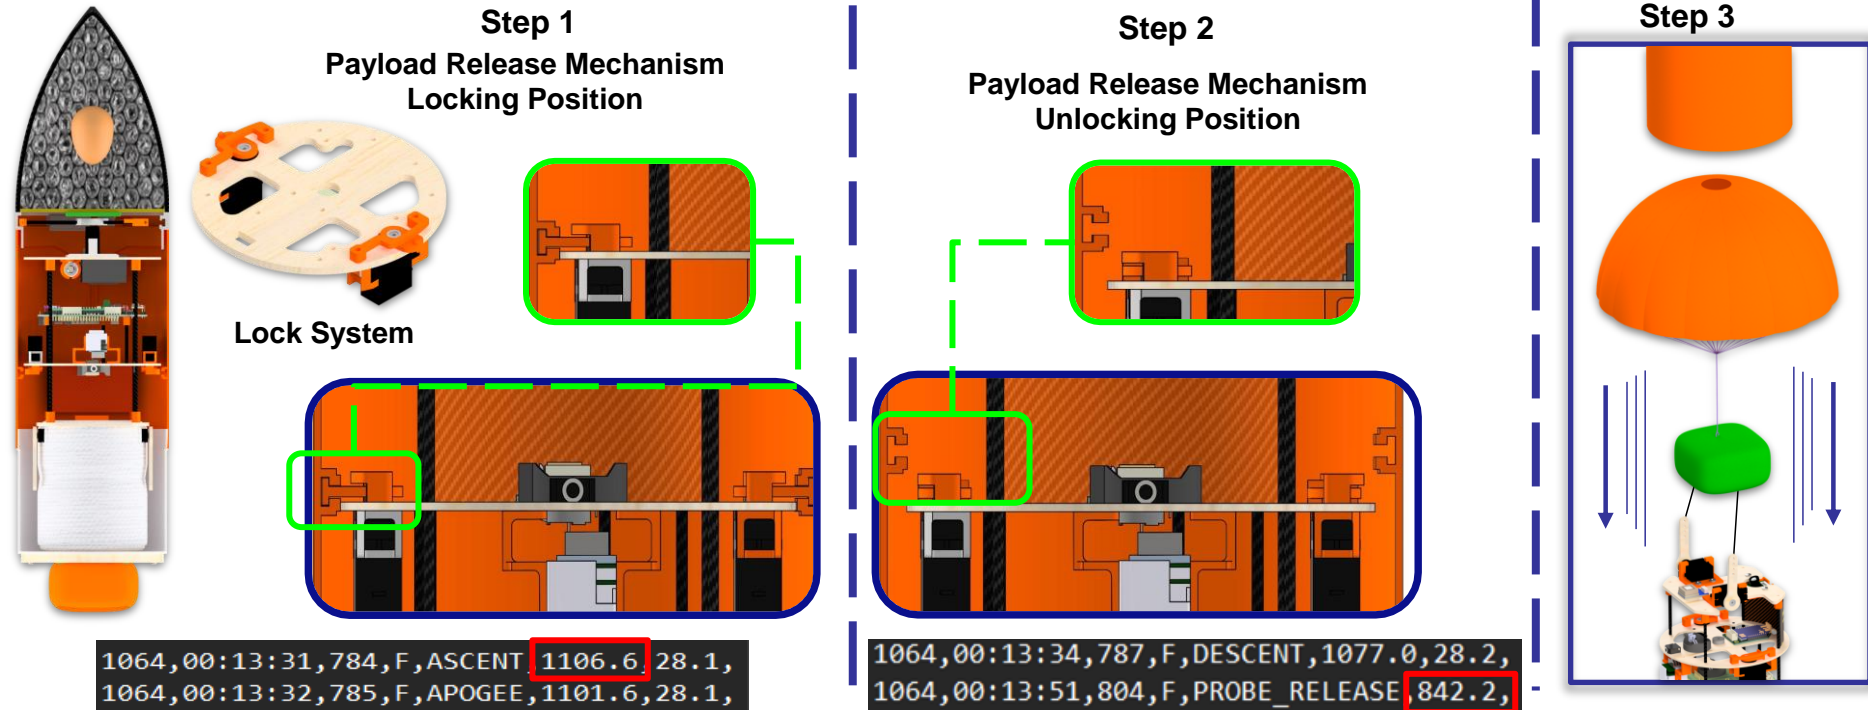 Step 1
Payload Release Mechanism
Locking Position
Lock System
1064,00:13:31,784,F,ASCENT,1106.6,28.1,
1064,00:13:32,785,F,APOGEE,1101.6,28.1,
Step 2
Payload Release Mechanism
Unlocking Position
1064,00:13:34,787,F,DESCENT,1077.0,28.2,
1064,00:13:51,804,F,PROBE_RELEASE,842.2,
Step 3